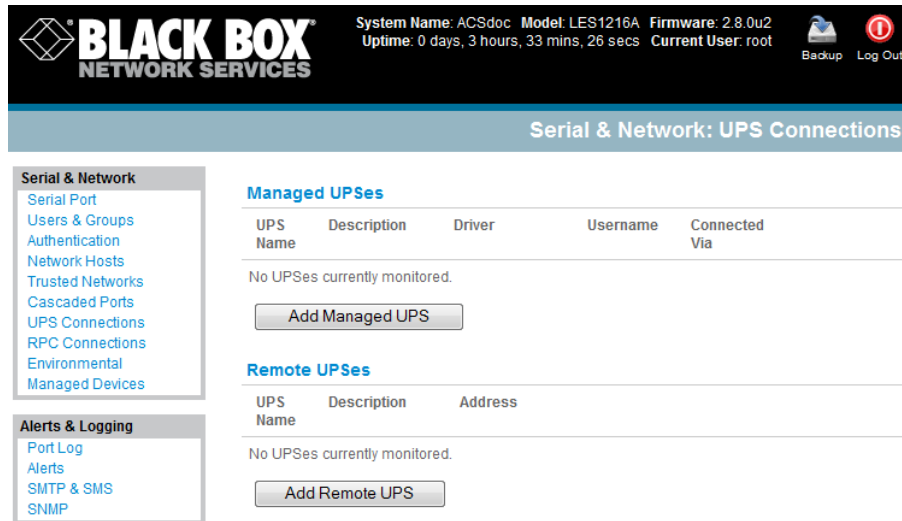 BLACK BOX®
NETWORK SERVICES
System Name: ACSdoc Model: LES1216A Firmware: 2.8.0u2
Uptime: 0 days, 3 hours, 33 mins, 26 secs Current User: root
Backup
Log Out
Serial & Network: UPS Connections
Serial & Network
Serial Port
Users & Groups
Authentication
Network Hosts
Trusted Networks
Cascaded Ports
UPS Connections
RPC Connections
Environmental
Managed Devices
Alerts & Logging
Port Log
Alerts
SMTP & SMS
SNMP
Managed UPSes
UPS Name Description Driver Username Connected Via
No UPSes currently monitored.
Add Managed UPS
Remote UPSes
UPS Name Description Address
No UPSes currently monitored.
Add Remote UPS